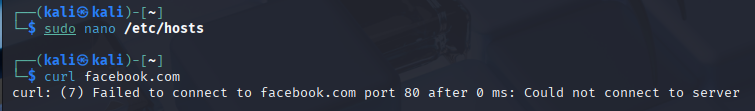 ┌──(kali㉿kali)-[~]
└─$ sudo nano /etc/hosts
┌──(kali㉿kali)-[~]
└─$ curl facebook.com
curl: (7) Failed to connect to facebook.com port 80 after 0 ms: Could not connect to server